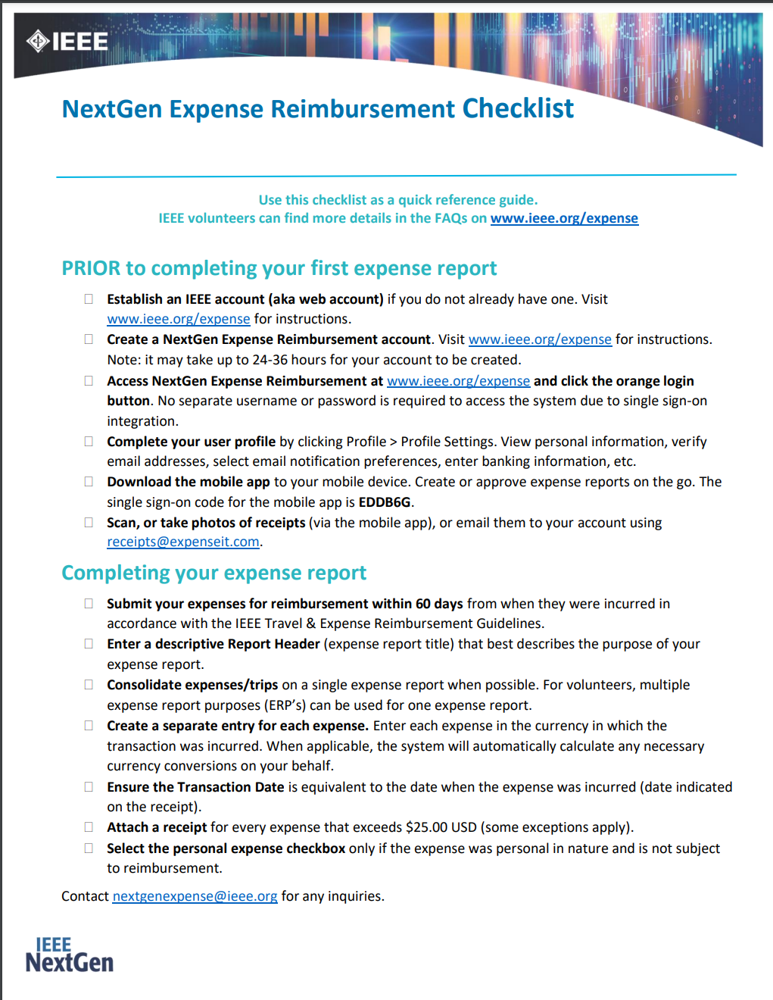 IEEE
NextGen Expense Reimbursement Checklist
Use this checklist as a quick reference guide.
IEEE volunteers can find more details in the FAQs on www.ieee.org/expense
PRIOR to completing your first expense report
Establish an IEEE account (aka web account) if you do not already have one. Visit
www.ieee.org/expense for instructions.
Create a NextGen Expense Reimbursement account. Visit www.ieee.org/expense for instructions.
Note: it may take up to 24-36 hours for your account to be created.
Access NextGen Expense Reimbursement at www.ieee.org/expense and click the orange login
button. No separate username or password is required to access the system due to single sign-on
integration.
Complete your user profile by clicking Profile > Profile Settings. View personal information, verify
email addresses, select email notification preferences, enter banking information, etc.
Download the mobile app to your mobile device. Create or approve expense reports on the go. The
single sign-on code for the mobile app is EDDB6G.
Scan, or take photos of receipts (via the mobile app), or email them to your account using
receipts@expenseit.com.
Completing your expense report
Submit your expenses for reimbursement within 60 days from when they were incurred in
accordance with the IEEE Travel & Expense Reimbursement Guidelines.
Enter a descriptive Report Header (expense report title) that best describes the purpose of your
expense report.
Consolidate expenses/trips on a single expense report when possible. For volunteers, multiple
expense report purposes (ERP's) can be used for one expense report.
Create a separate entry for each expense. Enter each expense in the currency in which the
transaction was incurred. When applicable, the system will automatically calculate any necessary
currency conversions on your behalf.
Ensure the Transaction Date is equivalent to the date when the expense was incurred (date indicated
on the receipt).
Attach a receipt for every expense that exceeds $25.00 USD (some exceptions apply).
Select the personal expense checkbox only if the expense was personal in nature and is not subject
to reimbursement.
Contact nextgenexpense@ieee.org for any inquiries.
IEEE
NextGen